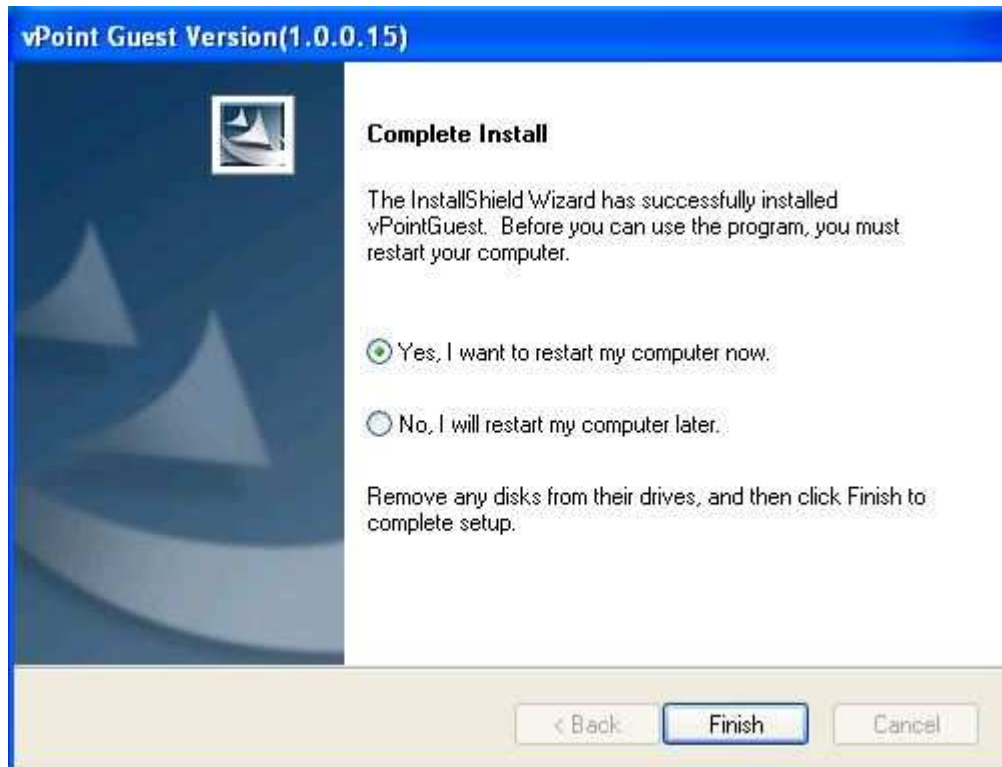 vPoint Guest Version(1.0.0.15)
Complete Install
The InstallShield Wizard has successfully installed
vPointGuest. Before you can use the program, you must
restart your computer.
Yes, I want to restart my computer now.
No, I will restart my computer later.
Remove any disks from their drives, and then click Finish to
complete setup.
< Back Finish Cancel